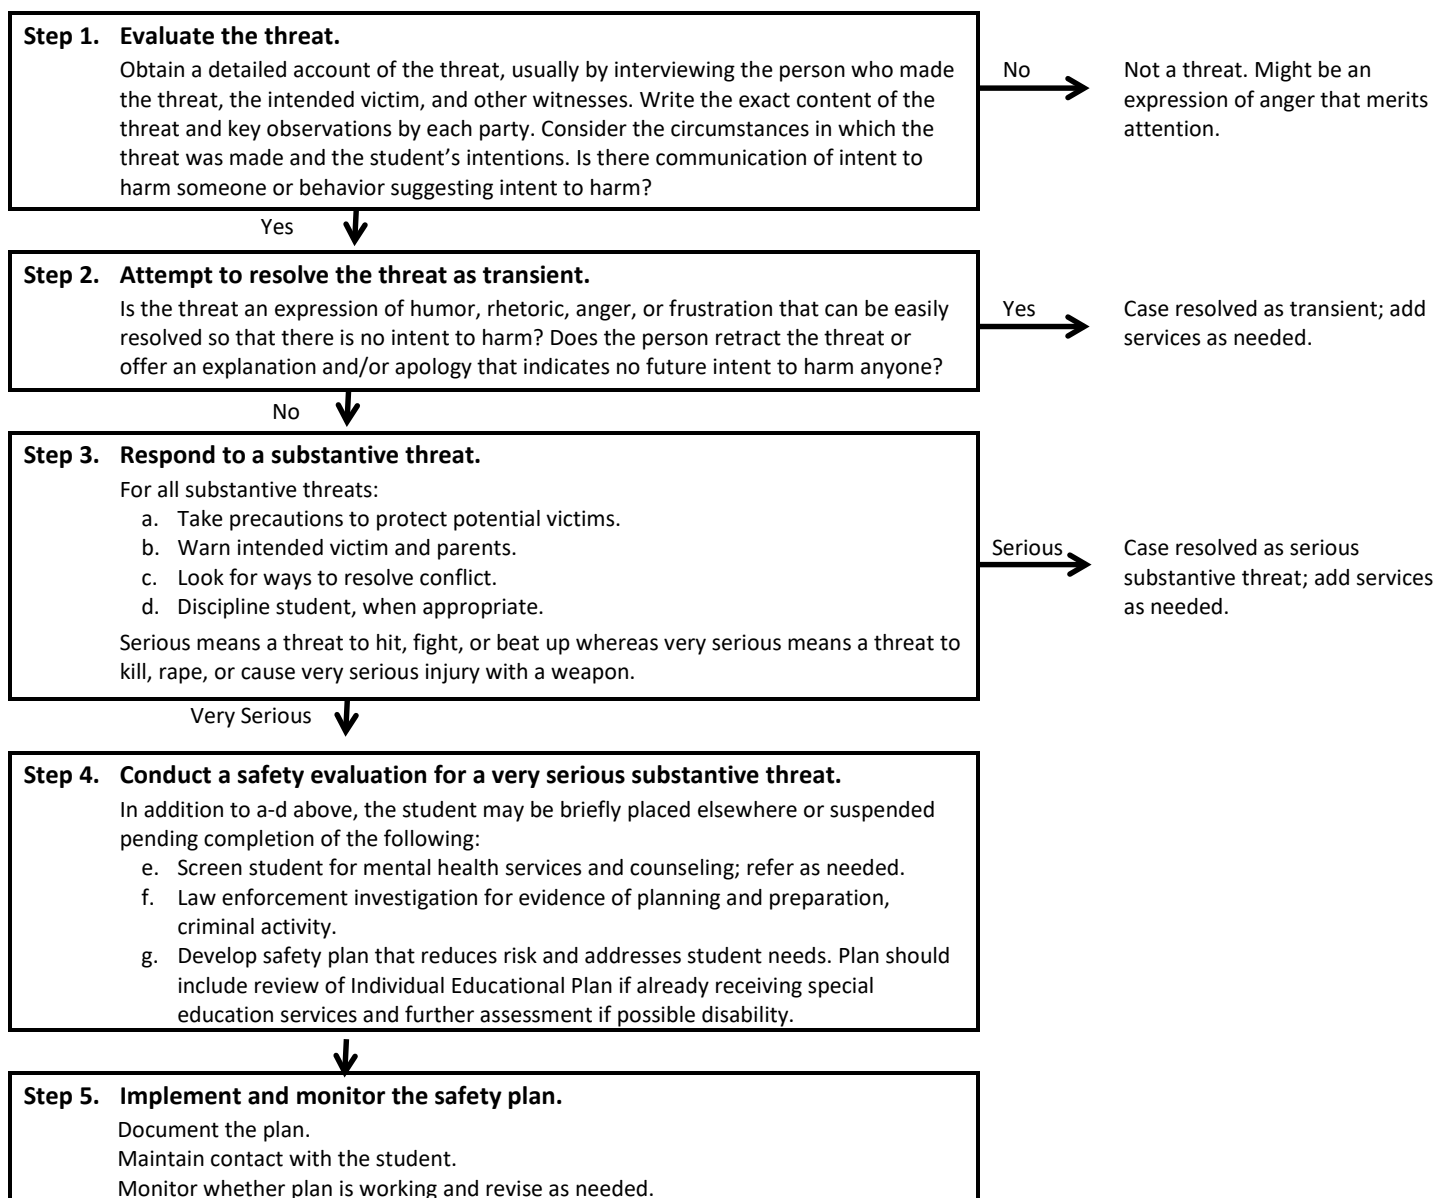 Step 1. Evaluate the threat.
Obtain a detailed account of the threat, usually by interviewing the person who made
the threat, the intended victim, and other witnesses. Write the exact content of the
threat and key observations by each party. Consider the circumstances in which the
threat was made and the student’s intentions. Is there communication of intent to
harm someone or behavior suggesting intent to harm?
No
Not a threat. Might be an
expression of anger that merits
attention.
Yes
Step 2. Attempt to resolve the threat as transient.
Is the threat an expression of humor, rhetoric, anger, or frustration that can be easily
resolved so that there is no intent to harm? Does the person retract the threat or
offer an explanation and/or apology that indicates no future intent to harm anyone?
Yes
Case resolved as transient; add
services as needed.
No
Step 3. Respond to a substantive threat.
For all substantive threats:
a. Take precautions to protect potential victims.
b. Warn intended victim and parents.
c. Look for ways to resolve conflict.
d. Discipline student, when appropriate.
Serious means a threat to hit, fight, or beat up whereas very serious means a threat to
kill, rape, or cause very serious injury with a weapon.
Serious
Case resolved as serious
substantive threat; add services
as needed.
Very Serious
Step 4. Conduct a safety evaluation for a very serious substantive threat.
In addition to a-d above, the student may be briefly placed elsewhere or suspended
pending completion of the following:
e. Screen student for mental health services and counseling; refer as needed.
f. Law enforcement investigation for evidence of planning and preparation,
criminal activity.
g. Develop safety plan that reduces risk and addresses student needs. Plan should
include review of Individual Educational Plan if already receiving special
education services and further assessment if possible disability.
Step 5. Implement and monitor the safety plan.
Document the plan.
Maintain contact with the student.
Monitor whether plan is working and revise as needed.